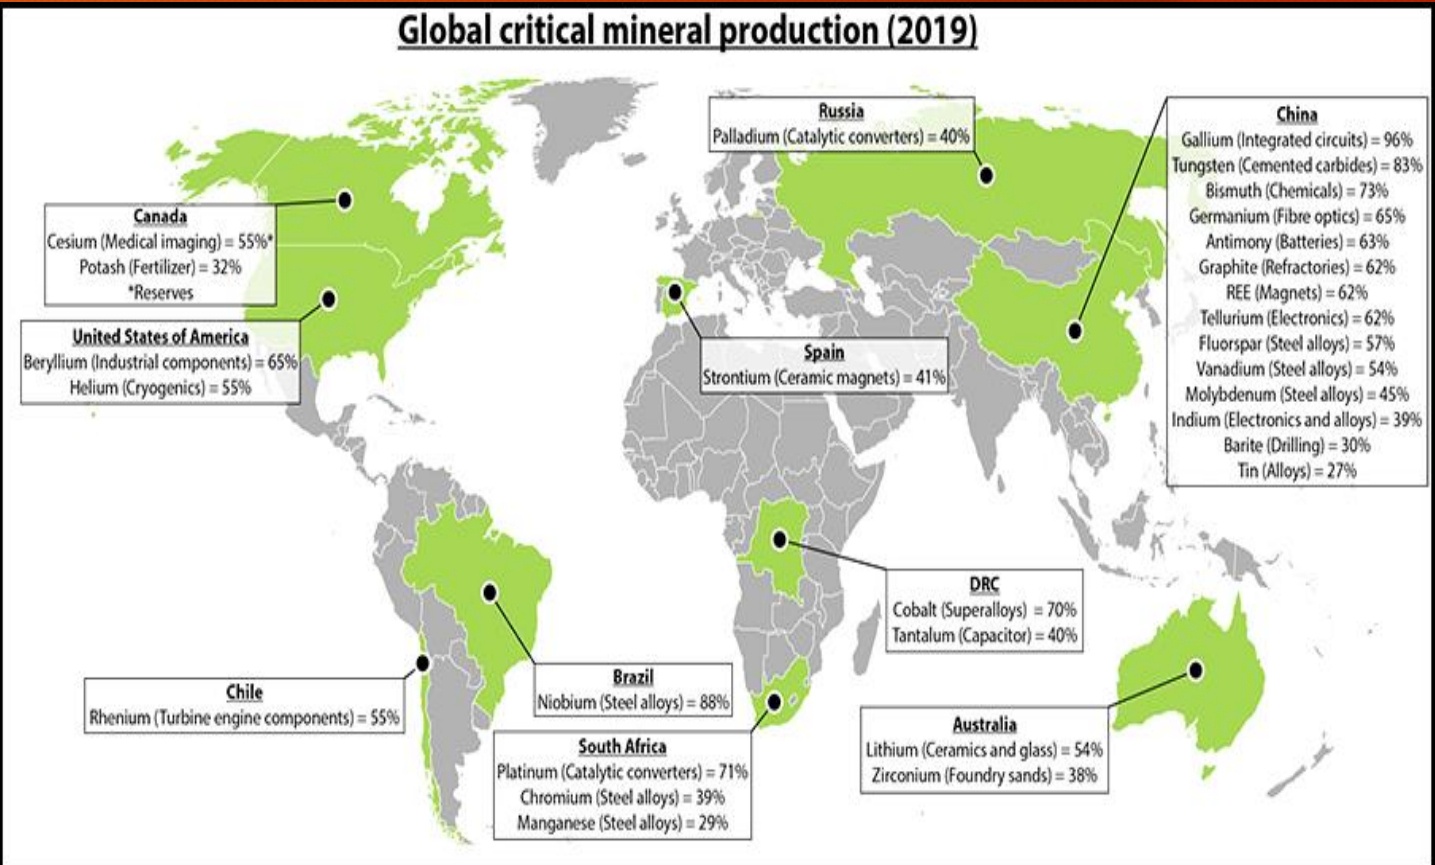 Global critical mineral production (2019)
Canada
Cesium (Medical imaging) = 55%*
Potash (Fertilizer) = 32%
*Reserves
United States of America
Beryllium (Industrial components) = 65%
Helium (Cryogenics) = 55%
Russia
Palladium (Catalytic converters) = 40%
China
Gallium (Integrated circuits) = 96%
Tungsten (Cemented carbides) = 83%
Bismuth (Chemicals) = 73%
Germanium (Fibre optics) = 65%
Antimony (Batteries) = 63%
Graphite (Refractories) = 62%
REE (Magnets) = 62%
Tellurium (Electronics) = 62%
Fluorspar (Steel alloys) = 57%
Vanadium (Steel alloys) = 54%
Molybdenum (Steel alloys) = 45%
Indium (Electronics and alloys) = 39%
Barite (Drilling) = 30%
Tin (Alloys) = 27%
Spain
Strontium (Ceramic magnets) = 41%
DRC
Cobalt (Superalloys) = 70%
Tantalum (Capacitor) = 40%
Chile
Rhenium (Turbine engine components) = 55%
Brazil
Niobium (Steel alloys) = 88%
South Africa
Platinum (Catalytic converters) = 71%
Chromium (Steel alloys) = 39%
Manganese (Steel alloys) = 29%
Australia
Lithium (Ceramics and glass) = 54%
Zirconium (Foundry sands) = 38%